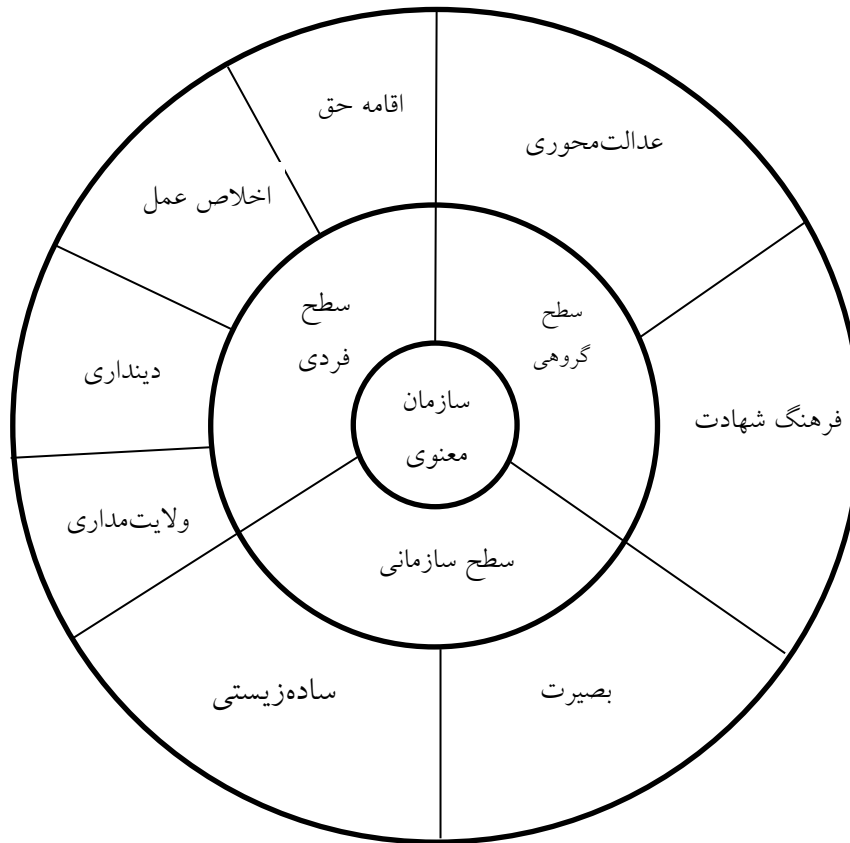 اقامه حق
عدالت‌محوری
اخلاص عمل
سطح
فردی
سطح
گروهی
دینداری
سازمان
معنوی
فرهنگ شهادت
ولایت‌مداری
سطح سازمانی
ساده‌زیستی
بصیرت